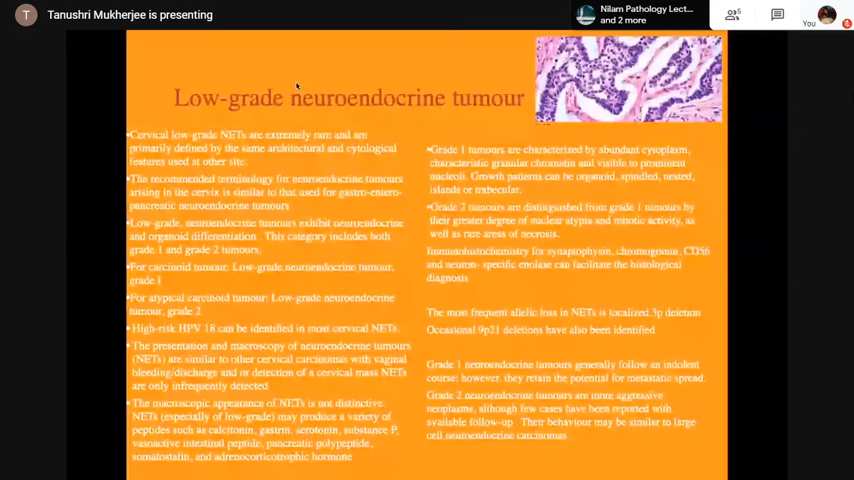 T
Tanushri Mukherjee is presenting
Nilam Pathology Lect...
and 2 more
6
You
Low-grade neuroendocrine tumour
•Cervical low-grade NETs are extremely rare and are
primarily defined by the same architectural and cytological
features used at other site.
•The recommended terminology for neuroendocrine tumours
arising in the cervix is similar to that used for gastro-entero-
pancreatic neuroendocrine tumours
•Low-grade, neuroendocrine tumours exhibit neuroendocrine
and organoid differentiation . This category includes both
grade 1 and grade 2 tumours.
•For carcinoid tumour: Low-grade neuroendocrine tumour,
grade 1
•For atypical carcinoid tumour: Low-grade neuroendocrine
tumour, grade 2
•High-risk HPV 18 can be identified in most cervical NETs.
•The presentation and macroscopy of neuroendocrine tumours
(NETs) are similar to other cervical carcinomas with vaginal
bleeding/discharge and or detection of a cervical mass NETs
are only infrequently detected
•The macroscopic appearance of NETs is not distinctive.
NETs (especially of low-grade) may produce a variety of
peptides such as calcitonin, gastrin, serotonin, substance P,
vasoactive intestinal peptide, pancreatic polypeptide,
somatostatin, and adrenocorticotrophic hormone
•Grade 1 tumours are characterized by abundant cytoplasm,
characteristic granular chromatin and visible to prominent
nucleoli. Growth patterns can be organoid, spindled, nested,
islands or trabecular.
•Grade 2 tumours are distinguished from grade 1 tumours by
their greater degree of nuclear atypia and mitotic activity, as
well as rare areas of necrosis.
Immunohistochemistry for synaptophysin, chromogranin, CD56
and neuron- specific enolase can facilitate the histological
diagnosis
The most frequent allelic loss in NETs is localized 3p deletion
Occasional 9p21 deletions have also been identified
Grade 1 neuroendocrine tumours generally follow an indolent
course; however, they retain the potential for metastatic spread.
Grade 2 neuroendocrine tumours are more aggressive
neoplasms, although few cases have been reported with
available follow-up Their behaviour may be similar to large
cell neuroendocrine carcinomas.